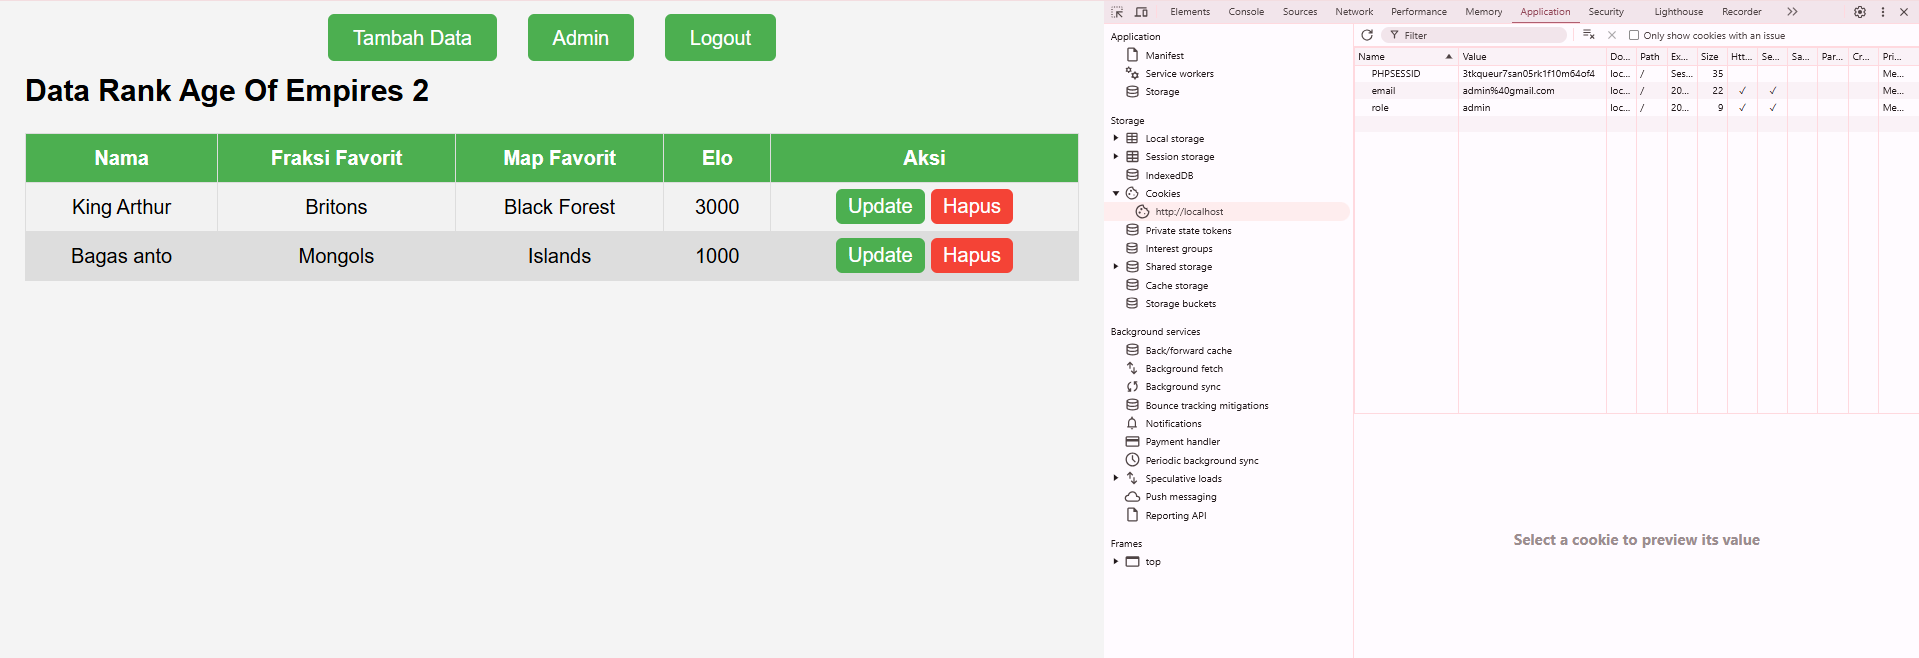 Tambah Data Admin Logout
Data Rank Age Of Empires 2
Nama Fraksi Favorit Map Favorit Elo Aksi
King Arthur Britons Black Forest 3000 Update Hapus
Bagas anto Mongols Islands 1000 Update Hapus
Elements Console Sources Network Performance Memory Application Security Lighthouse Recorder
Application
Manifest
Service workers
Storage
Storage
Local storage
Session storage
IndexedDB
Cookies
http://localhost
Private state tokens
Interest groups
Shared storage
Cache storage
Storage buckets
Background services
Back/forward cache
Background fetch
Background sync
Bounce tracking mitigations
Notifications
Payment handler
Periodic background sync
Speculative loads
Push messaging
Reporting API
Frames
top
Filter Only show cookies with an issue
Name Value Do... Path Ex... Size Htt... Se... Sa... Par... Cr... Pri...
PHPSESSID 3tkqueur7san05rk1f10m64of4 loc... / Ses... 35 Me...
email admin%40gmail.com loc... / 20... 22 ✓ ✓ Me...
role admin loc... / 20... 9 ✓ ✓ Me...
Select a cookie to preview its value